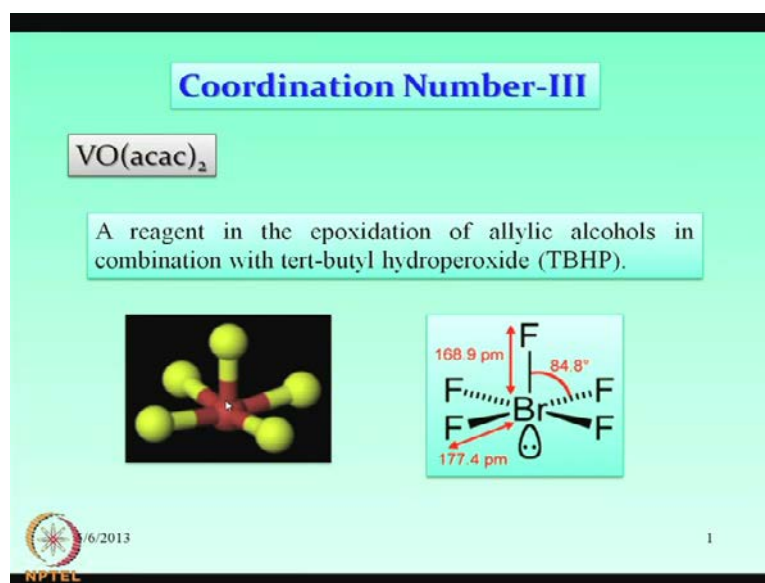 Coordination Number-III
VO(acac)₂
A reagent in the epoxidation of allylic alcohols in
combination with tert-butyl hydroperoxide (TBHP).
F
168.9 pm
84.8°
F F
Br
F F
177.4 pm
/6/2013
1
NPTEL